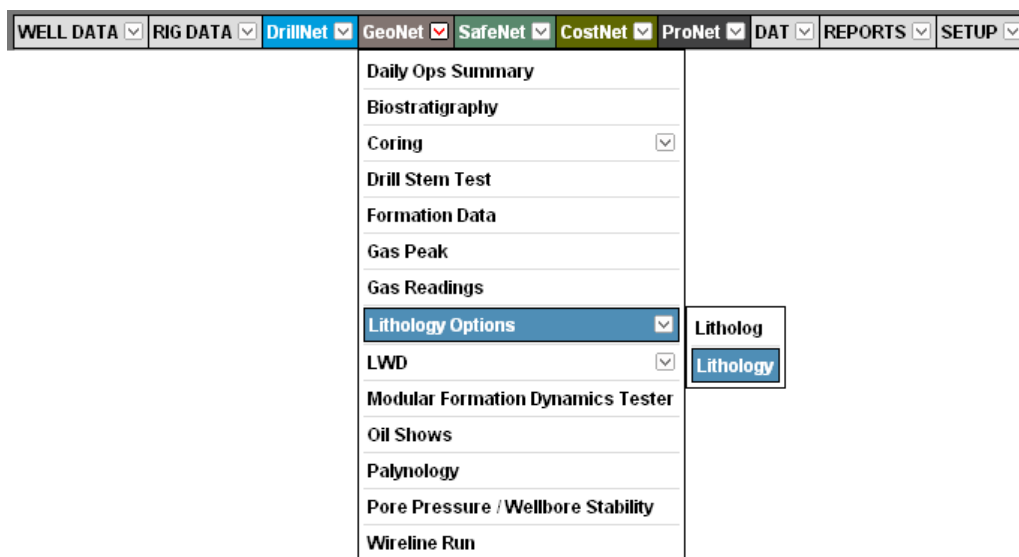 WELL DATA RIG DATA DrillNet GeoNet SafeNet CostNet ProNet DAT REPORTS SETUP
Daily Ops Summary
Biostratigraphy
Coring
Drill Stem Test
Formation Data
Gas Peak
Gas Readings
Lithology Options
Litholog
Lithology
LWD
Modular Formation Dynamics Tester
Oil Shows
Palynology
Pore Pressure / Wellbore Stability
Wireline Run